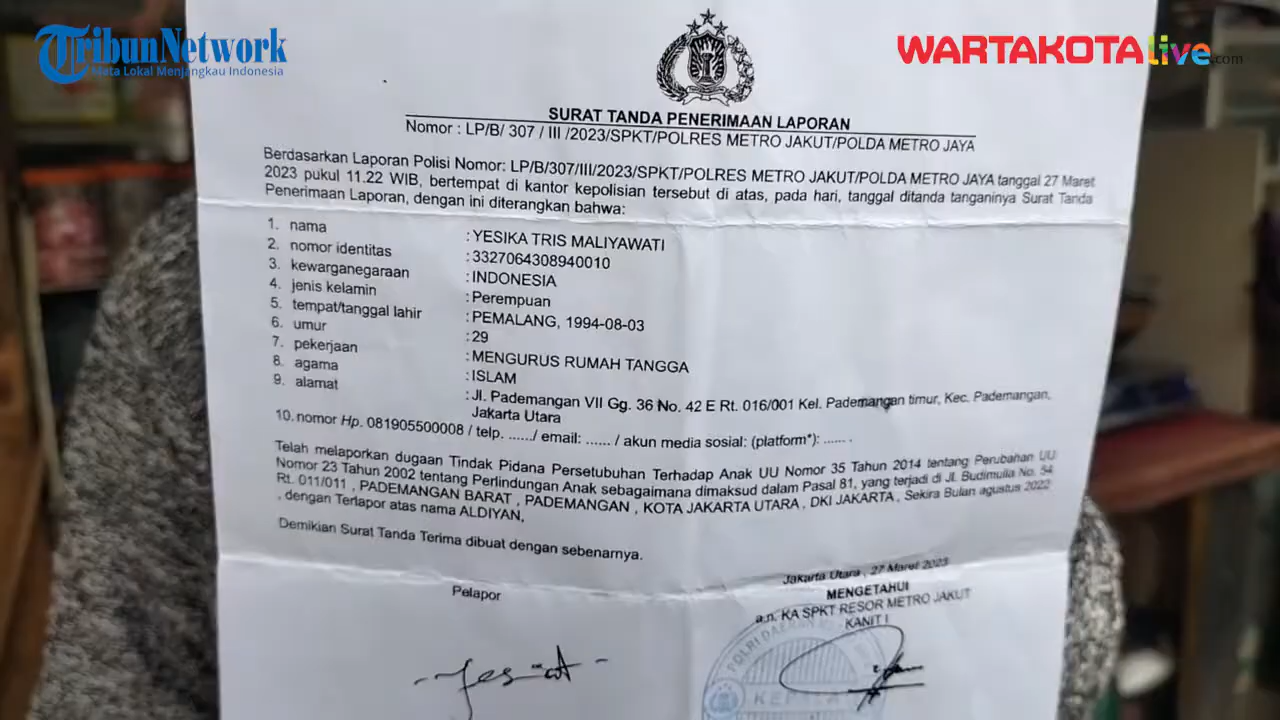 TribunNetwork
Mata Lokal Menjangkau Indonesia
WARTAKOTAlive.com
SURAT TANDA PENERIMAAN LAPORAN
Nomor : LP/B/ 307 / III /2023/SPKT/POLRES METRO JAKUT/POLDA METRO JAYA
Berdasarkan Laporan Polisi Nomor: LP/B/307/III/2023/SPKT/POLRES METRO JAKUT/POLDA METRO JAYA tanggal 27 Maret
2023 pukul 11.22 WIB, bertempat di kantor kepolisian tersebut di atas, pada hari, tanggal ditanda tanganinya Surat Tanda
Penerimaan Laporan, dengan ini diterangkan bahwa:
1. nama : YESIKA TRIS MALIYAWATI
2. nomor identitas : 3327064308940010
3. kewarganegaraan : INDONESIA
4. jenis kelamin : Perempuan
5. tempat/tanggal lahir : PEMALANG, 1994-08-03
6. umur : 29
7. pekerjaan : MENGURUS RUMAH TANGGA
8. agama : ISLAM
9. alamat : Jl. Pademangan VII Gg. 36 No. 42 E Rt. 016/001 Kel. Pademangan timur, Kec. Pademangan,
Jakarta Utara
10. nomor Hp. 081905500008 / telp. ....../ email: ...... / akun media sosial: (platform*): ...... .
Telah melaporkan dugaan Tindak Pidana Persetubuhan Terhadap Anak UU Nomor 35 Tahun 2014 tentang Perubahan UU
Nomor 23 Tahun 2002 tentang Perlindungan Anak sebagaimana dimaksud dalam Pasal 81, yang terjadi di Jl. Budimulia No. 54
Rt. 011/011 , PADEMANGAN BARAT , PADEMANGAN , KOTA JAKARTA UTARA , DKI JAKARTA , Sekira Bulan agustus 2022
, dengan Terlapor atas nama ALDIYAN,
Demikian Surat Tanda Terima dibuat dengan sebenarnya.
Jakarta Utara , 27 Maret 2023
Pelapor
MENGETAHUI
a.n. KA SPKT RESOR METRO JAKUT
KANIT I
POLRI DAERAH